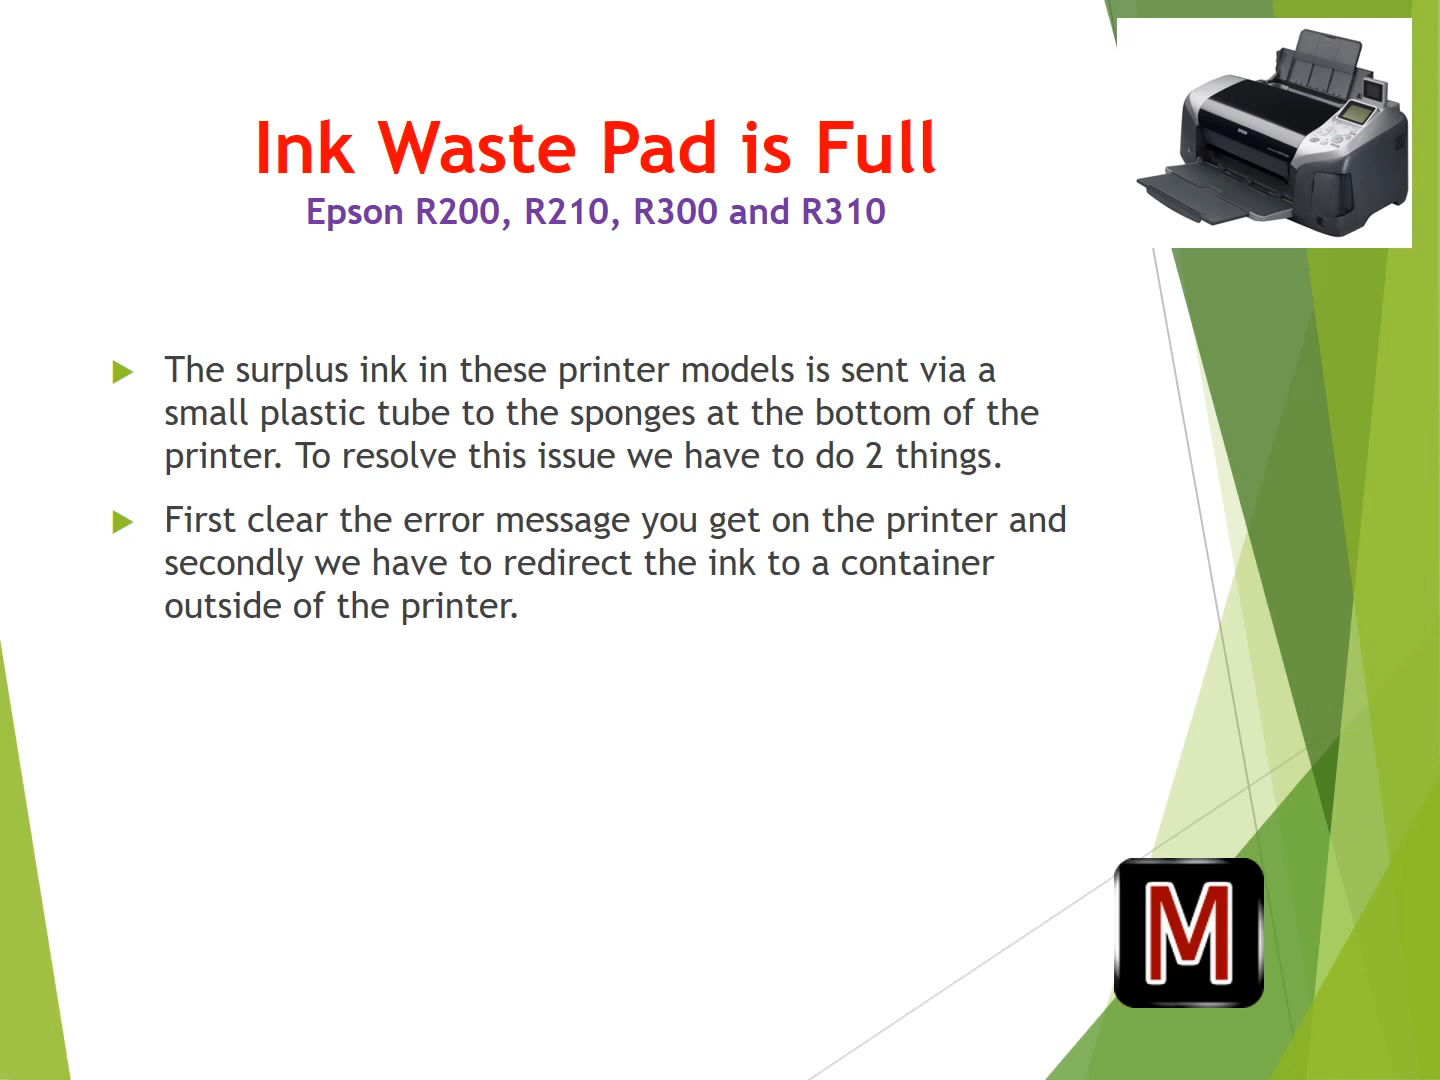 Ink Waste Pad is Full
Epson R200, R210, R300 and R310
The surplus ink in these printer models is sent via a
small plastic tube to the sponges at the bottom of the
printer. To resolve this issue we have to do 2 things.
First clear the error message you get on the printer and
secondly we have to redirect the ink to a container
outside of the printer.
M